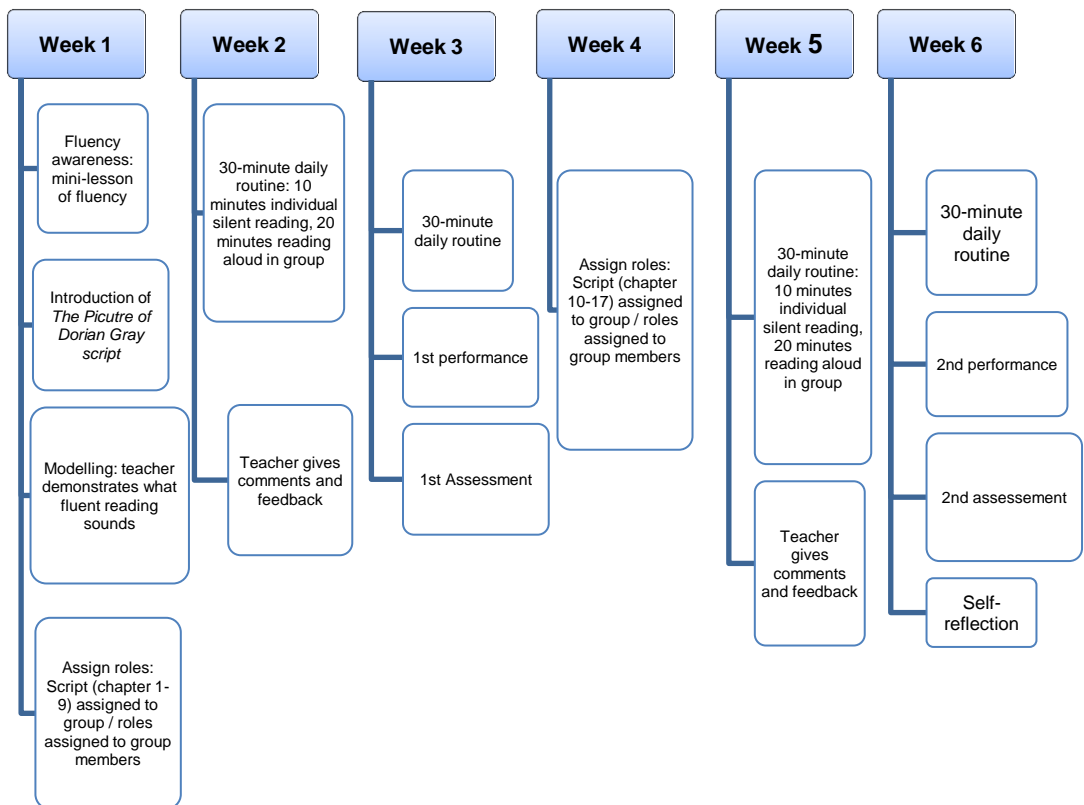 Week 1
Fluency
awareness:
mini-lesson
of fluency
Introduction of
The Picutre of
Dorian Gray
script
Modelling: teacher
demonstrates what
fluent reading
sounds
Assign roles:
Script (chapter 1-
9) assigned to
group / roles
assigned to group
members
Week 2
30-minute daily
routine: 10
minutes individual
silent reading, 20
minutes reading
aloud in group
Teacher gives
comments and
feedback
Week 3
30-minute
daily routine
1st performance
1st Assessment
Week 4
Assign roles:
Script (chapter
10-17) assigned
to group / roles
assigned to
group members
Week 5
30-minute
daily routine:
10 minutes
individual
silent reading,
20 minutes
reading aloud
in group
Teacher
gives
comments
and feedback
Week 6
30-minute
daily
routine
2nd performance
2nd assessement
Self-
reflection